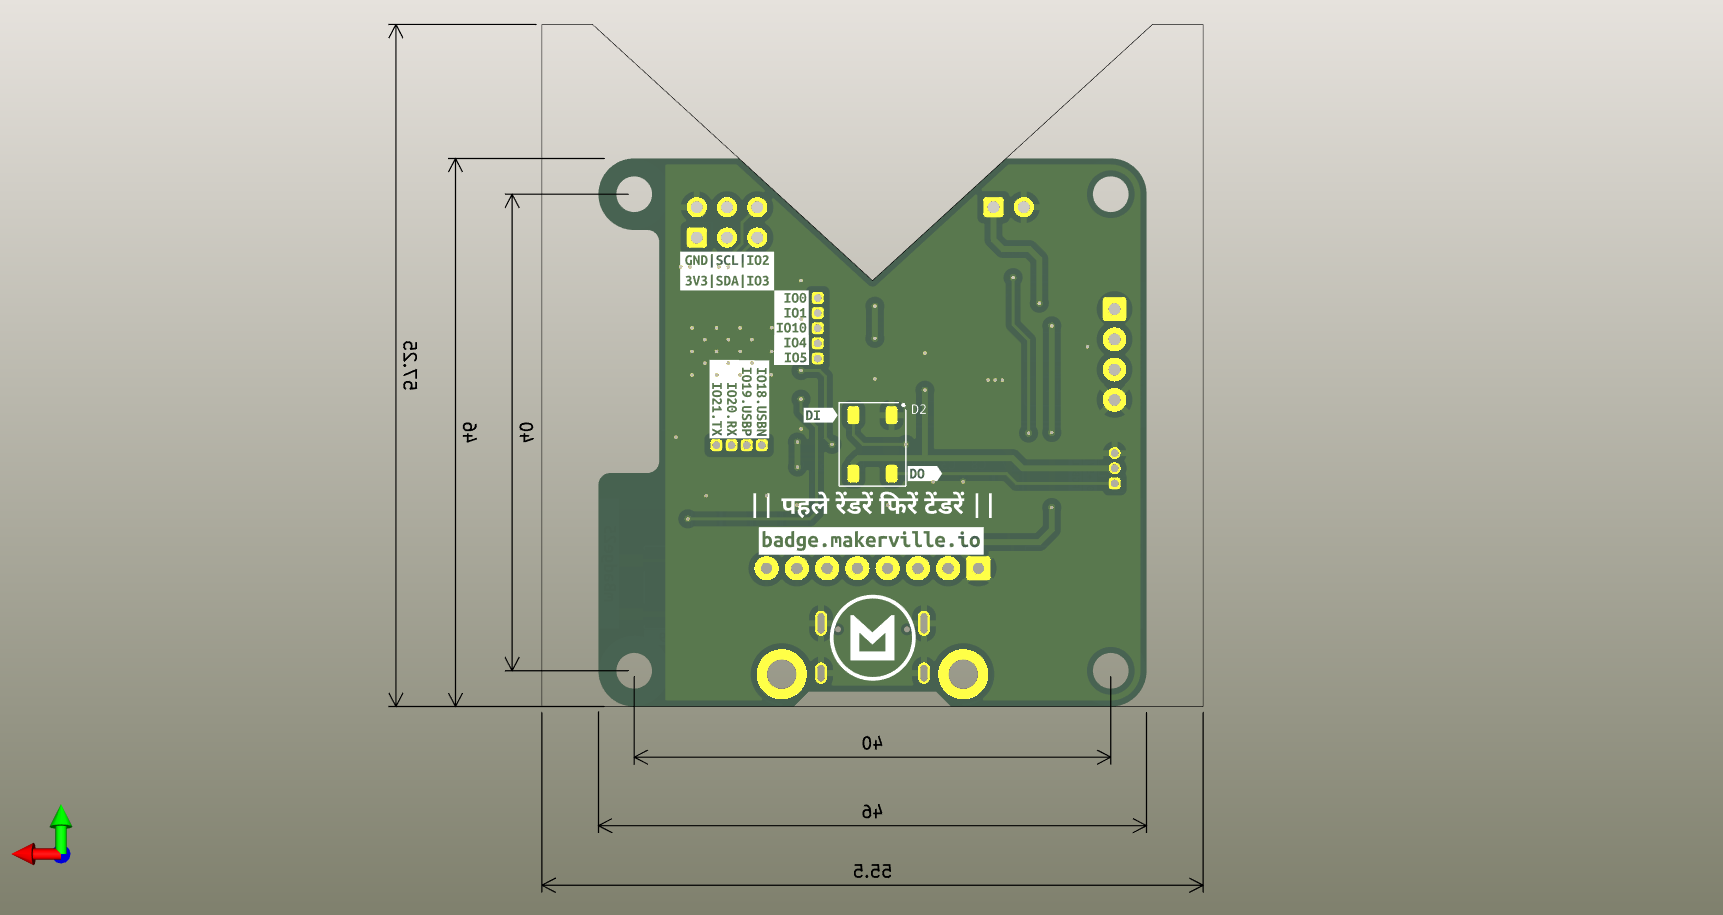 GND|SCL|IO2
3V3|SDA|IO3
IO0
IO1
IO10
IO4
IO5
IO21.TX
IO20.RX
IO19.USBP
IO18.USBN
DI
D2
DO
|| पहले रेंडरें फिरें टेंडरें ||
badge.makerville.io
57.25
46
40
40
46
55.5